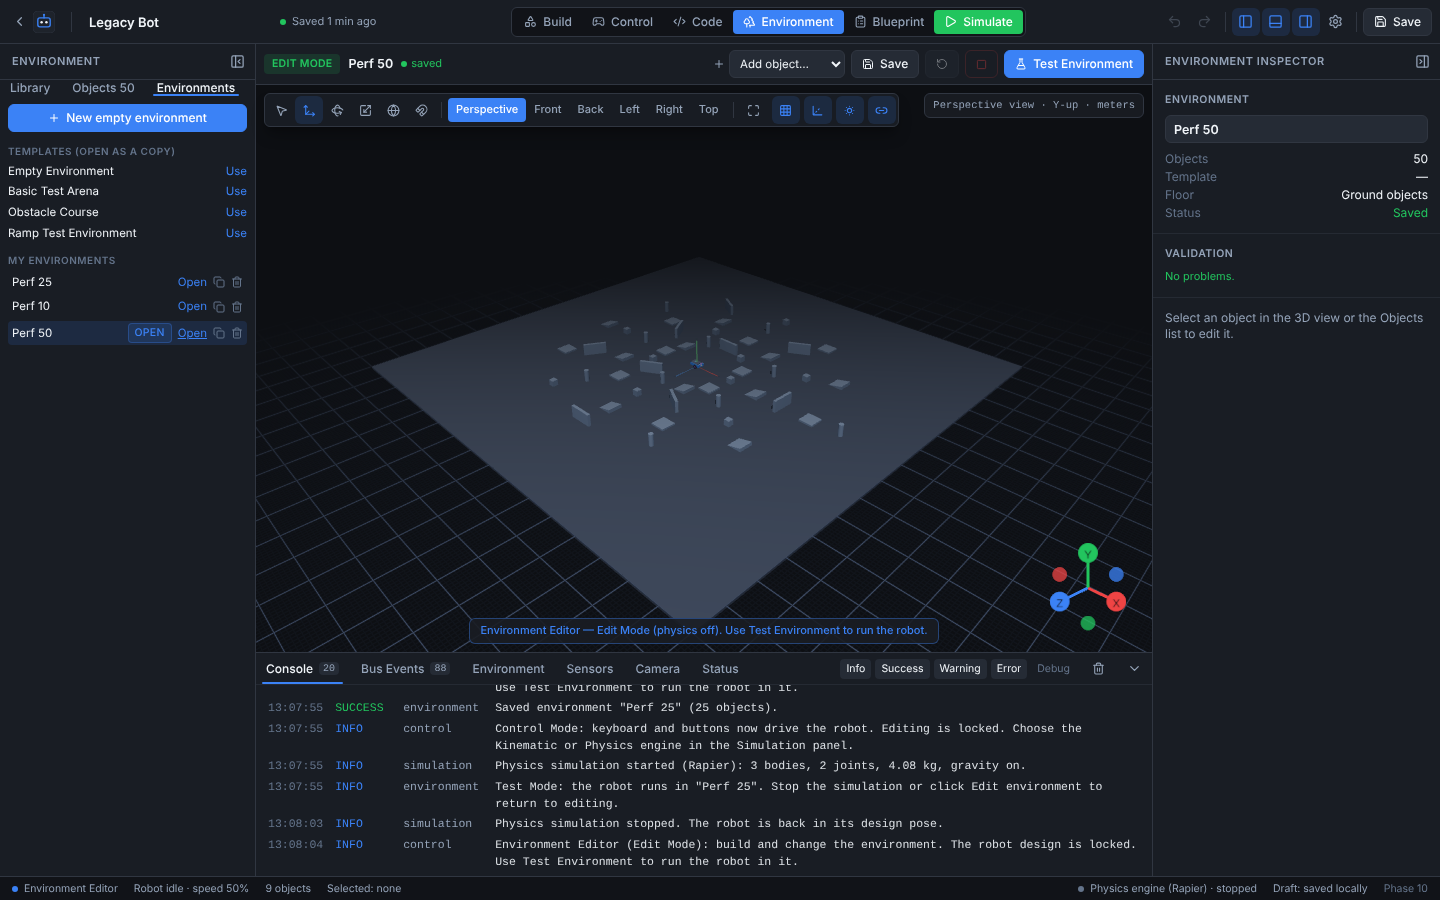 Legacy Bot
Saved 1 min ago
Build
Control
Code
Environment
Blueprint
Simulate
Save
ENVIRONMENT
Library
Objects 50
Environments
New empty environment
TEMPLATES (OPEN AS A COPY)
Empty Environment Use
Basic Test Arena Use
Obstacle Course Use
Ramp Test Environment Use
MY ENVIRONMENTS
Perf 25 Open
Perf 10 Open
Perf 50 OPEN Open
EDIT MODE
Perf 50
saved
+ Add object...
Save
Test Environment
Perspective
Front
Back
Left
Right
Top
Perspective view · Y-up · meters
Y
Z
X
Environment Editor — Edit Mode (physics off). Use Test Environment to run the robot.
Console 20
Bus Events 88
Environment
Sensors
Camera
Status
Info
Success
Warning
Error
Debug
Use Test Environment to run the robot in it.
13:07:55 SUCCESS environment Saved environment "Perf 25" (25 objects).
13:07:55 INFO control Control Mode: keyboard and buttons now drive the robot. Editing is locked. Choose the
Kinematic or Physics engine in the Simulation panel.
13:07:55 INFO simulation Physics simulation started (Rapier): 3 bodies, 2 joints, 4.08 kg, gravity on.
13:07:55 INFO environment Test Mode: the robot runs in "Perf 25". Stop the simulation or click Edit environment to
return to editing.
13:08:03 INFO simulation Physics simulation stopped. The robot is back in its design pose.
13:08:04 INFO control Environment Editor (Edit Mode): build and change the environment. The robot design is locked.
Use Test Environment to run the robot in it.
ENVIRONMENT INSPECTOR
ENVIRONMENT
Perf 50
Objects 50
Template —
Floor Ground objects
Status Saved
VALIDATION
No problems.
Select an object in the 3D view or the Objects
list to edit it.
Environment Editor
Robot idle · speed 50%
9 objects
Selected: none
Physics engine (Rapier) · stopped
Draft: saved locally
Phase 10